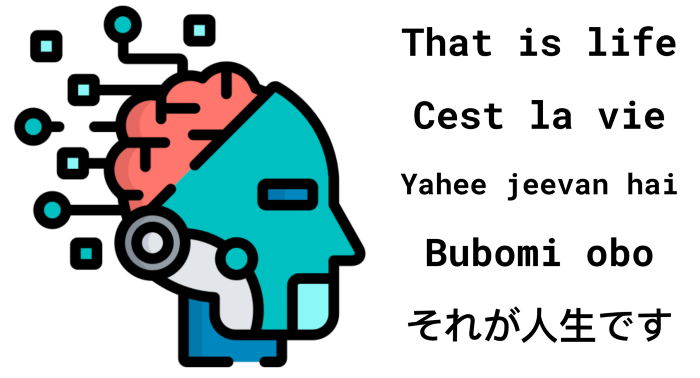 That is life
Cest la vie
Yahee jeevan hai
Bubomi obo
それが人生です